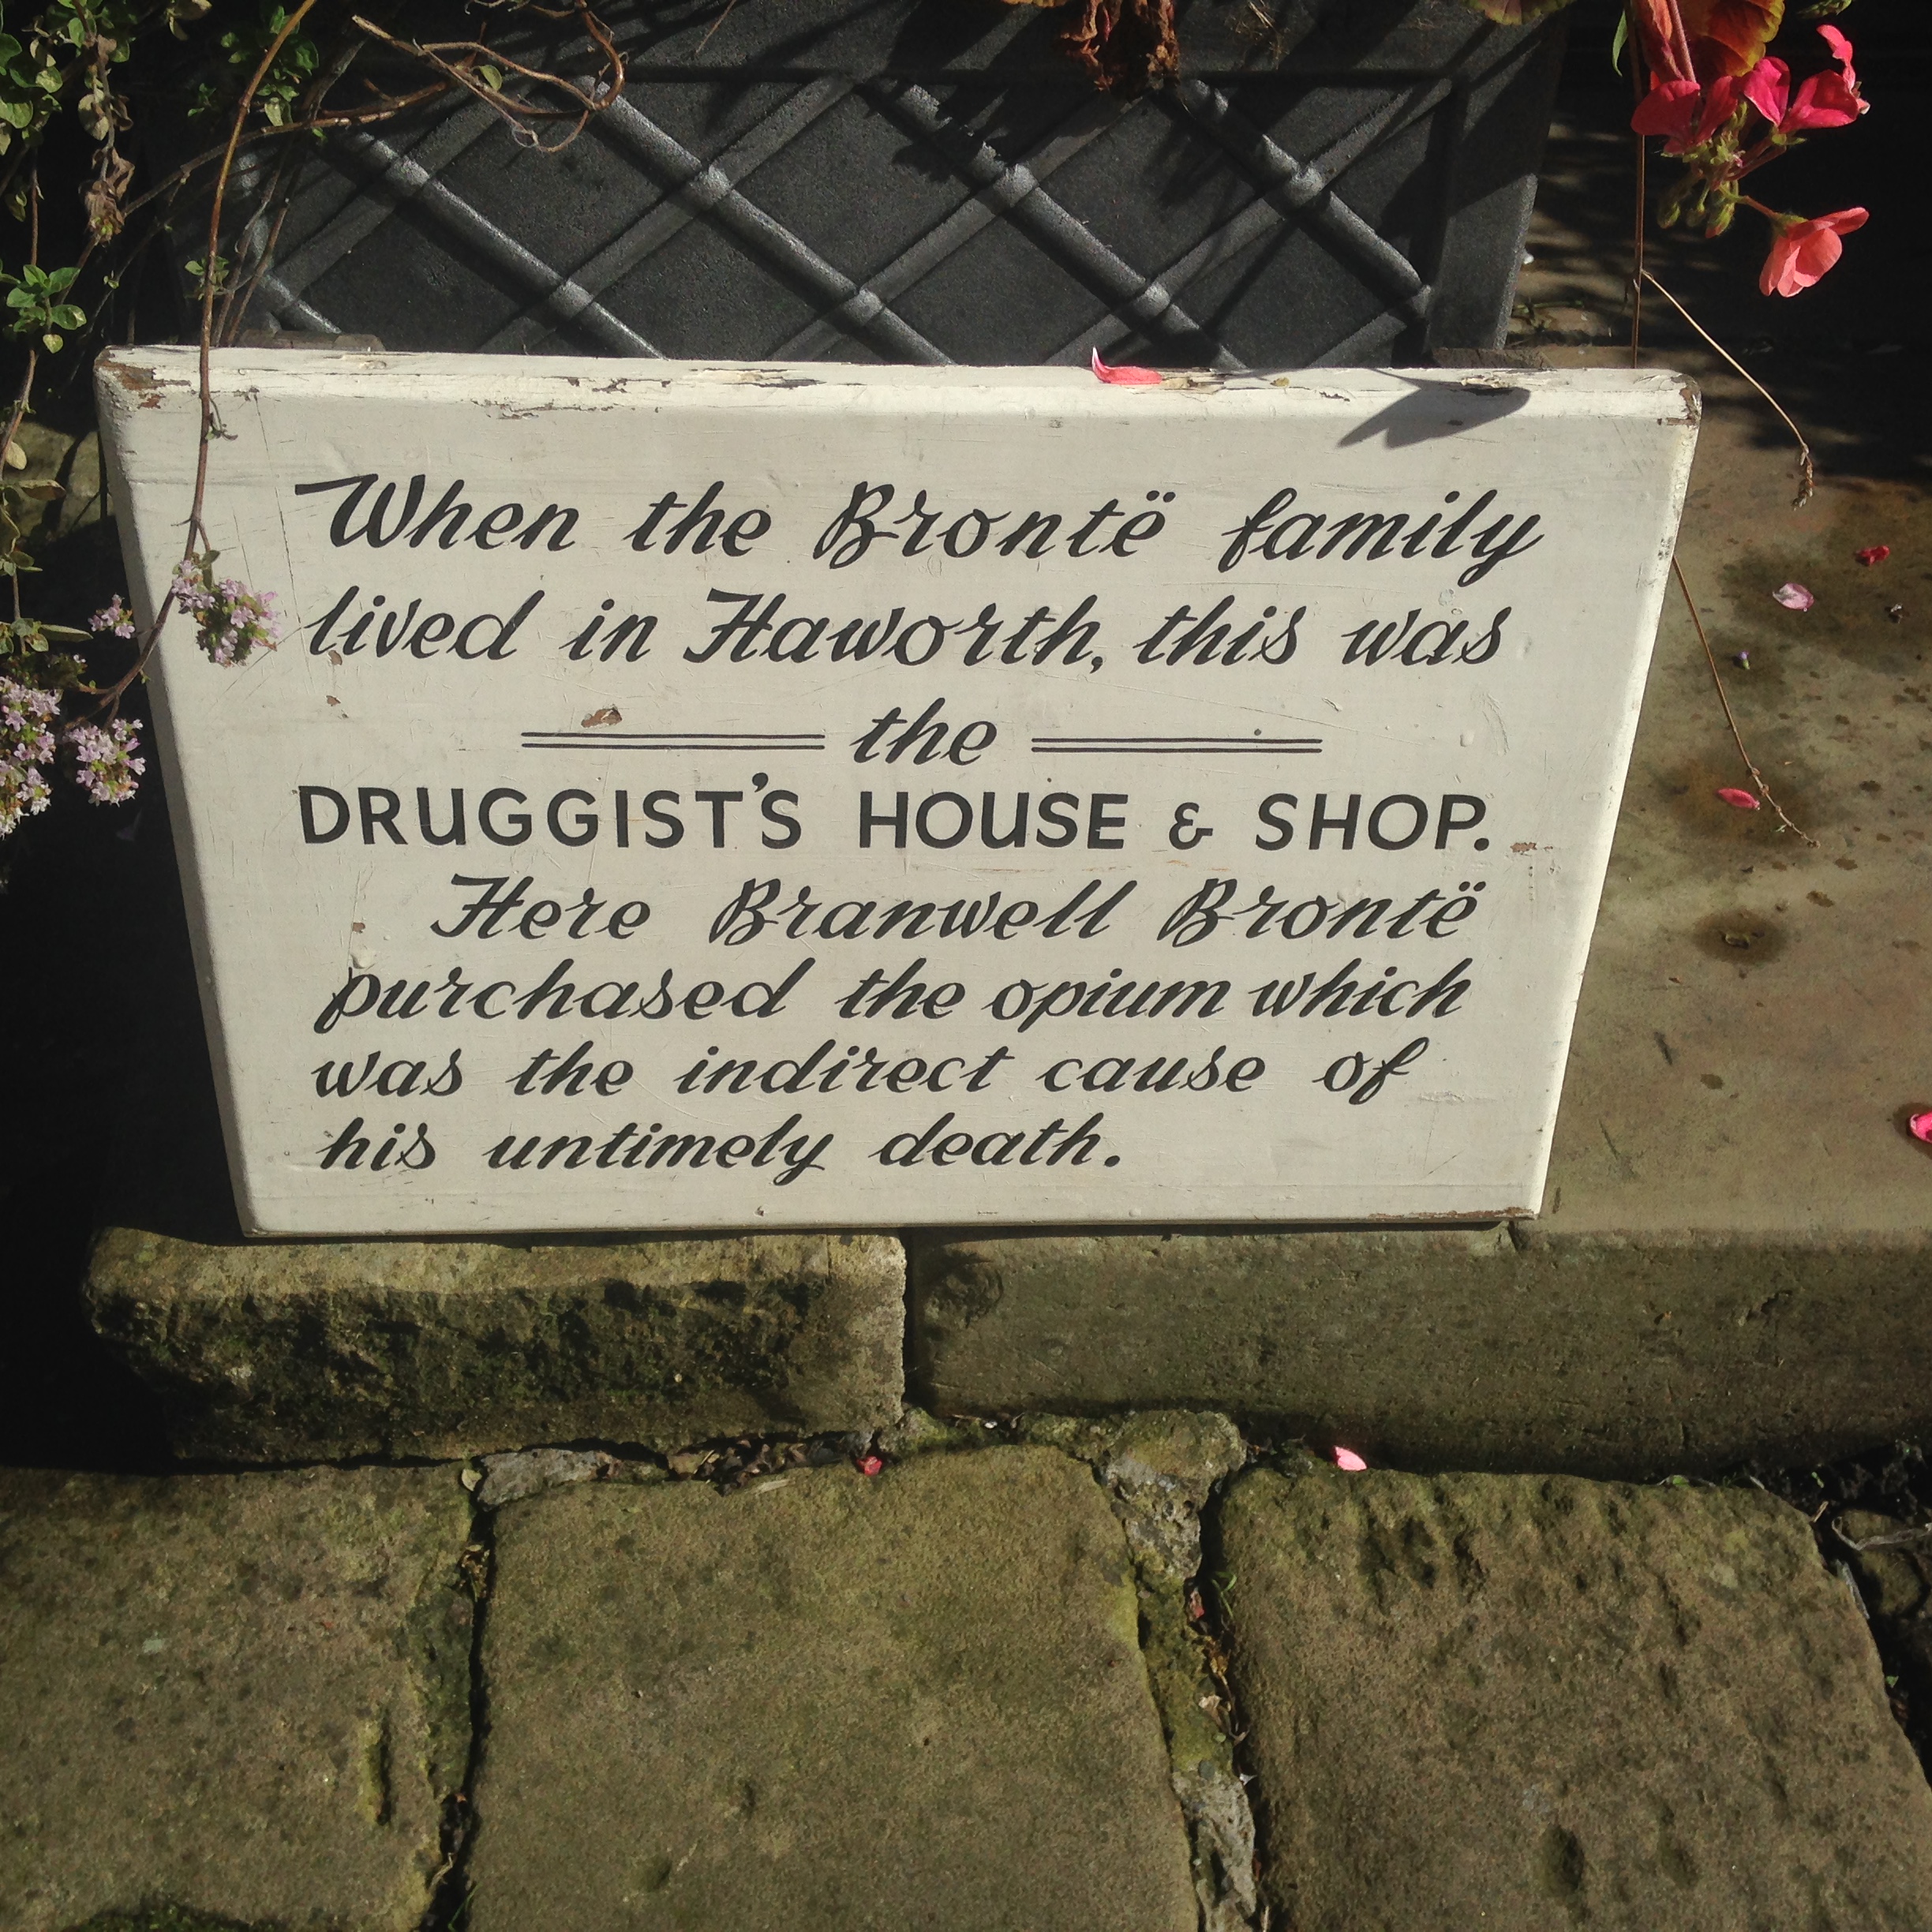 When the Brontë family
lived in Haworth, this was
the
DRUGGIST'S HOUSE & SHOP.
Here Branwell Brontë
purchased the opium which
was the indirect cause of
his untimely death.